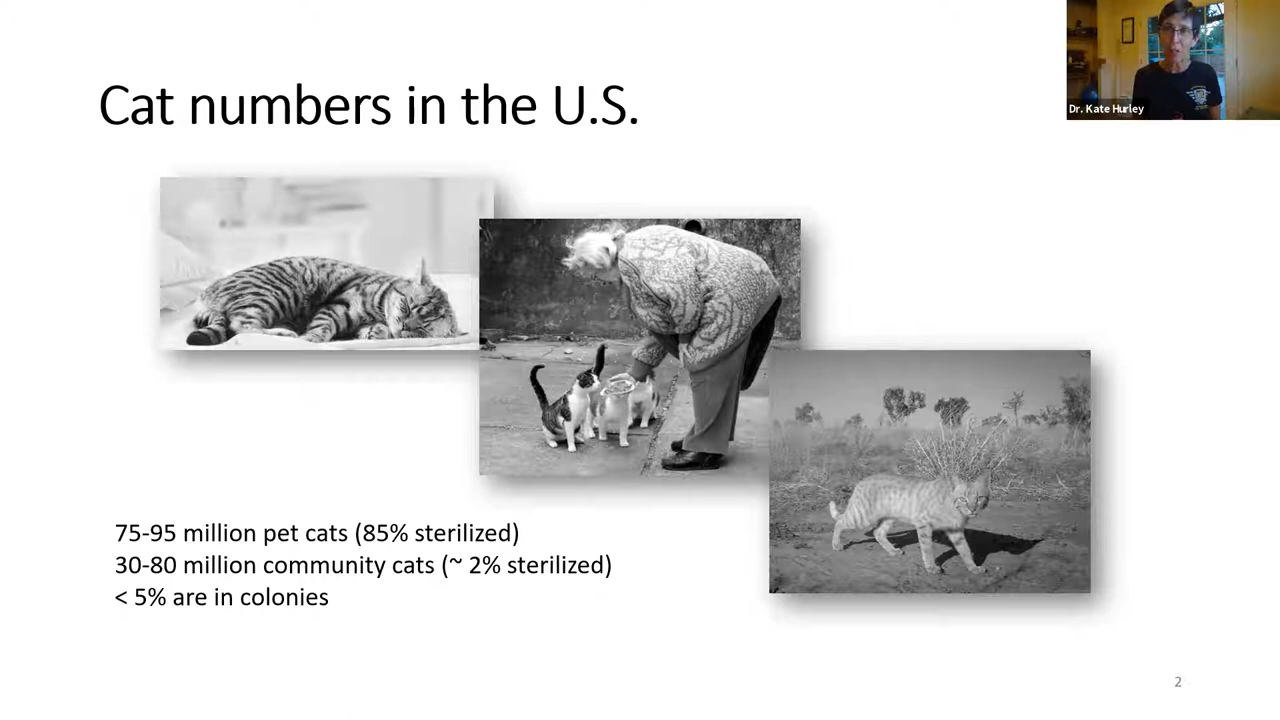 Dr. Kate Hurley
Cat numbers in the U.S.
75-95 million pet cats (85% sterilized)
30-80 million community cats (~ 2% sterilized)
< 5% are in colonies
2